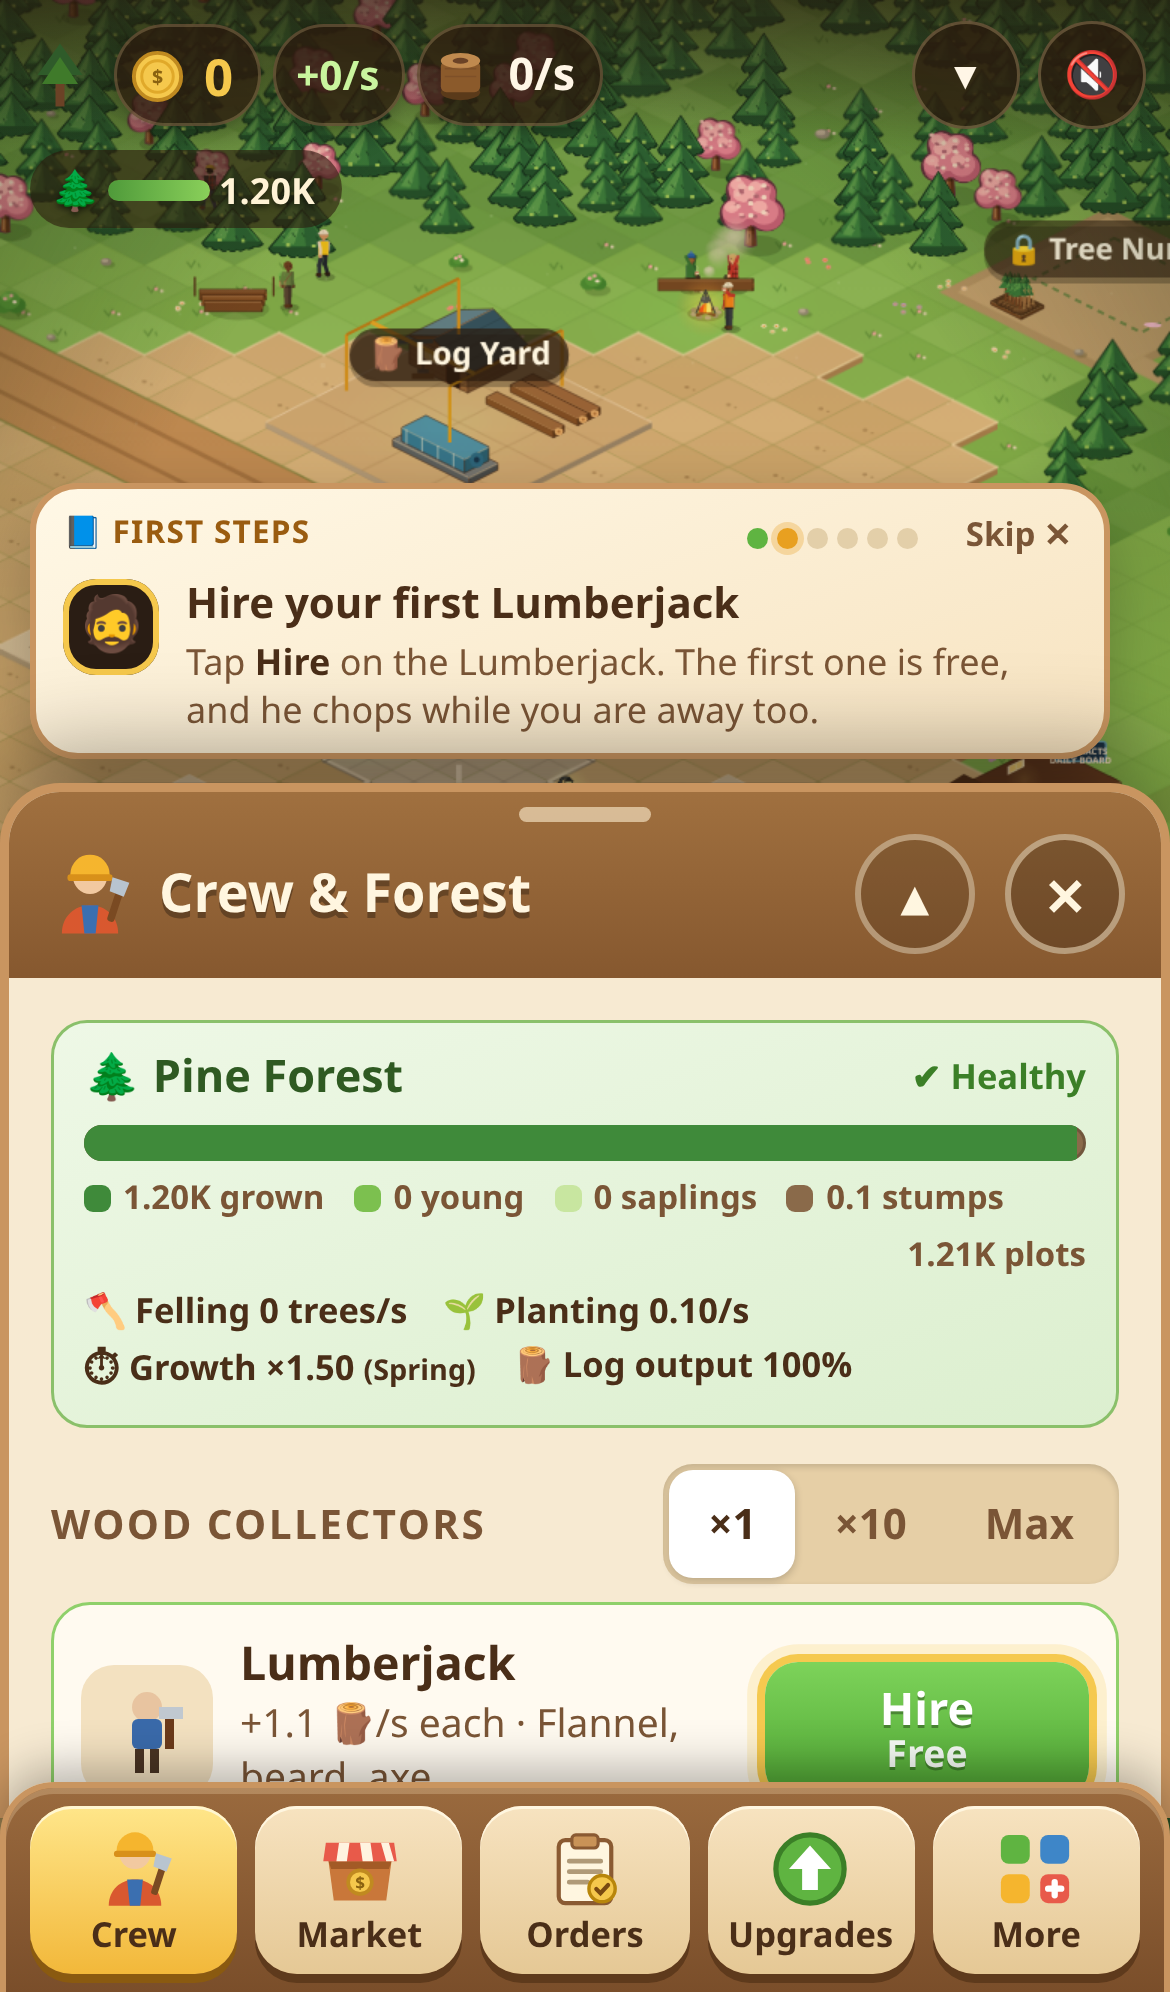 0
+0/s
0/s
1.20K
Tree Nur
Log Yard
FIRST STEPS
Skip ✕
Hire your first Lumberjack
Tap Hire on the Lumberjack. The first one is free,
and he chops while you are away too.
DAILY BOARD
Crew & Forest
Pine Forest
✔ Healthy
1.20K grown
0 young
0 saplings
0.1 stumps
1.21K plots
Felling 0 trees/s
Planting 0.10/s
Growth ×1.50 (Spring)
Log output 100%
WOOD COLLECTORS
×1
×10
Max
Lumberjack
+1.1 🪵/s each · Flannel,
beard, axe
Hire
Free
Crew
Market
Orders
Upgrades
More